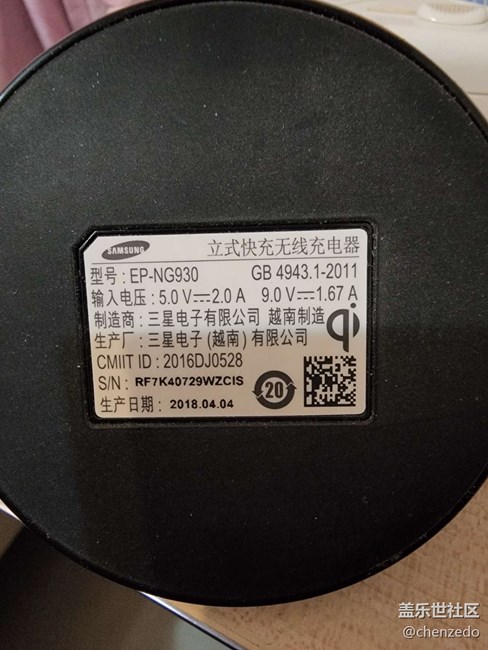 SAMSUNG
立式快充无线充电器
型号: EP-NG930 GB 4943.1-2011
输入电压: 5.0 V⎓2.0 A 9.0 V⎓1.67 A
制造商: 三星电子有限公司 越南制造
生产厂: 三星电子 (越南) 有限公司
qi
CMIIT ID: 2016DJ0528
S/N: RF7K40729WZCIS
20
生产日期: 2018.04.04
盖乐世社区
@chenzedo